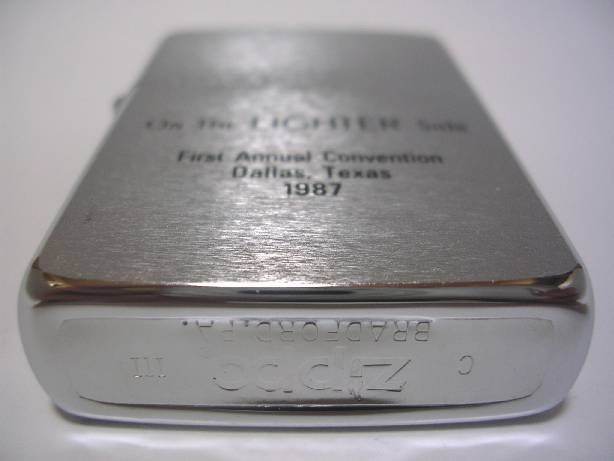 On The LIGHTER Side
First Annual Convention
Dallas, Texas
1987
C Zippo III
BRADFORD, PA.